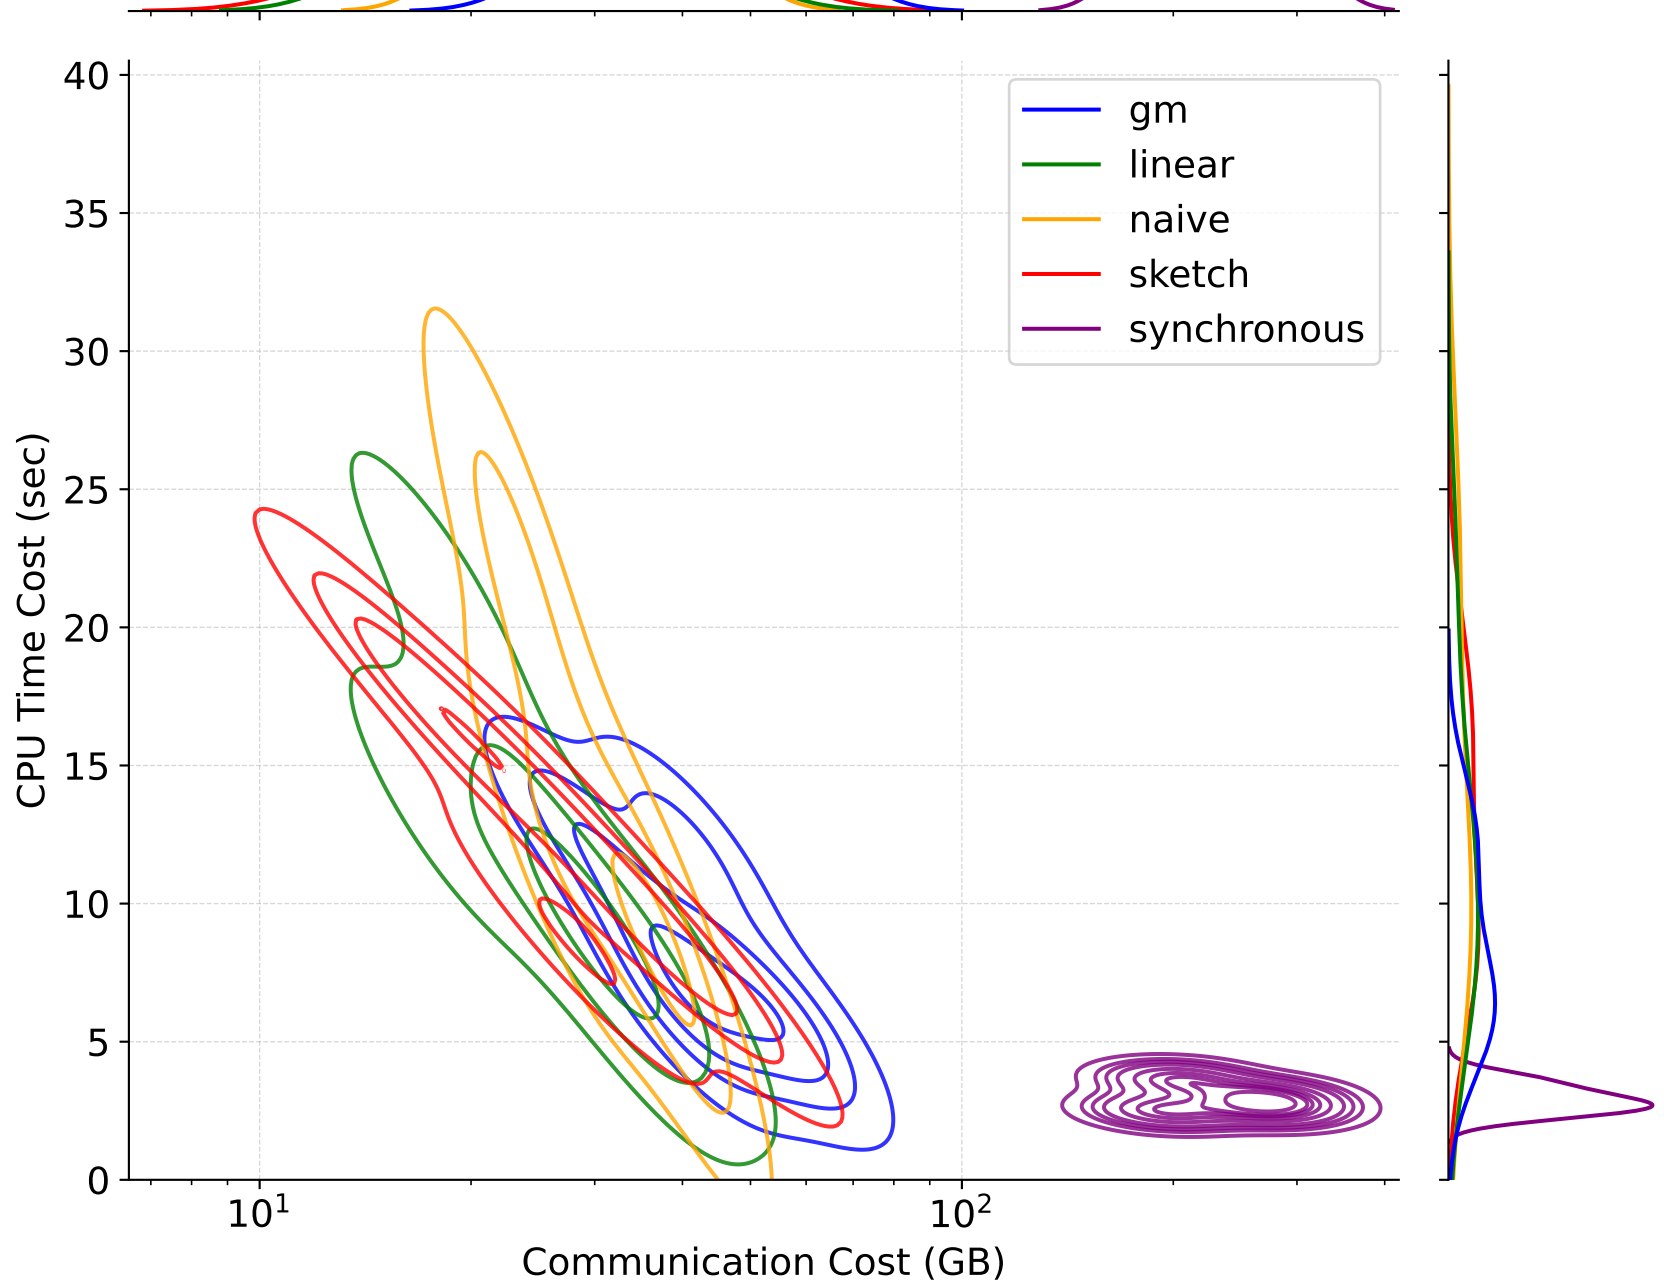 40
35
30
25
20
15
10
5
0
CPU Time Cost (sec)
gm
linear
naive
sketch
synchronous
10¹
10²
Communication Cost (GB)